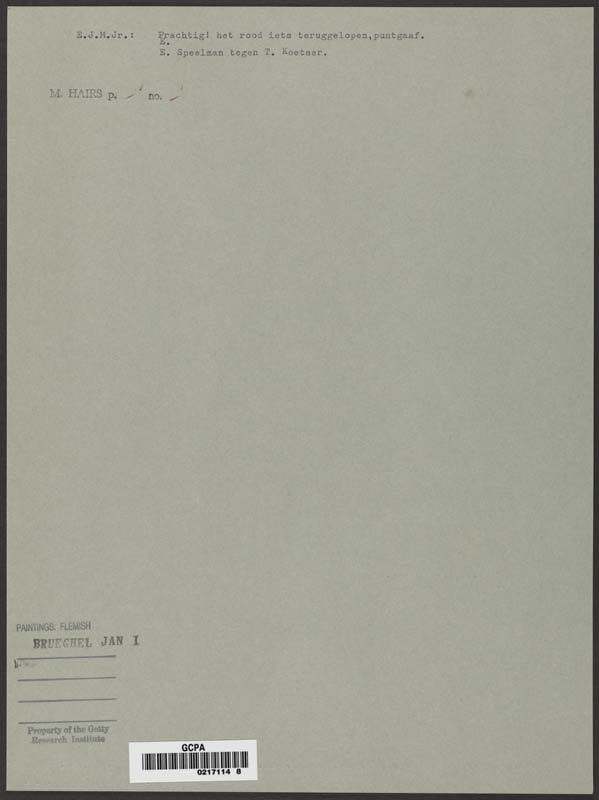 E.J.M.Jr.: Prachtig! het rood iets teruggelopen,puntgaaf.
E.
E. Speelman tegen T. Koetser.
M. HAIRS p. no.
PAINTINGS: FLEMISH
BRUEGHEL JAN I
Property of the Getty
Research Institute
GCPA
0217114 8